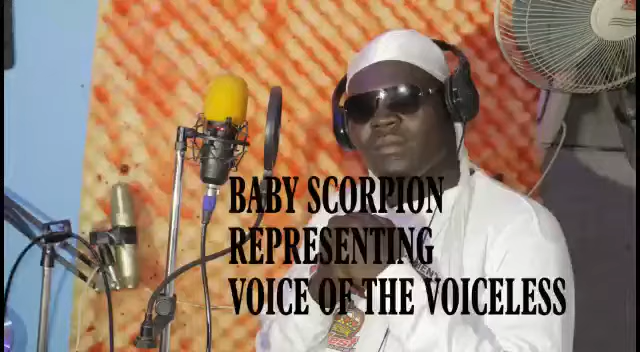 BABY SCORPION
REPRESENTING
VOICE OF THE VOICELESS